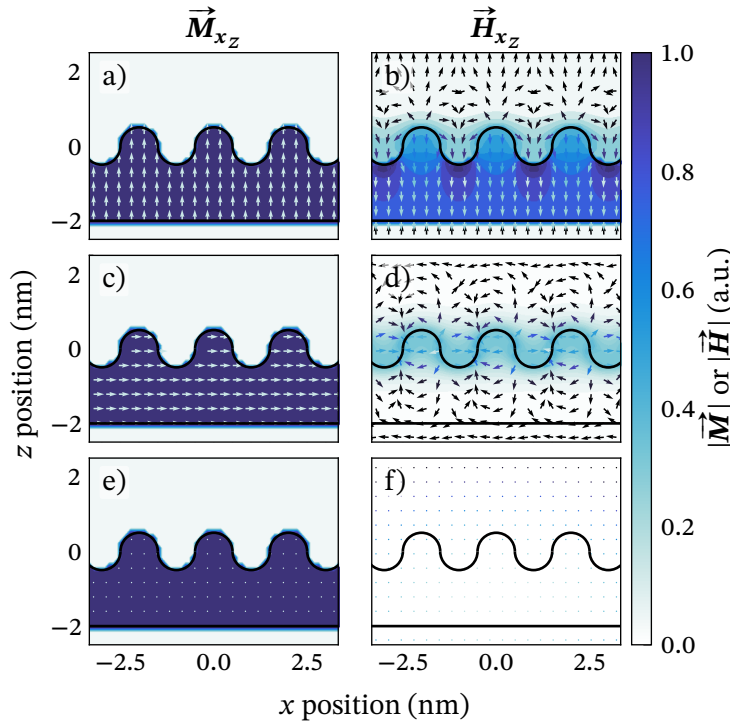 M⃗xz H⃗xz
a) b)
2
0
−2
c) d)
2
0
−2
e) f)
2
0
−2
−2.5 0.0 2.5 −2.5 0.0 2.5
x position (nm)
z position (nm)
1.0
0.8
0.6
0.4
0.2
0.0
|M⃗| or |H⃗| (a.u.)